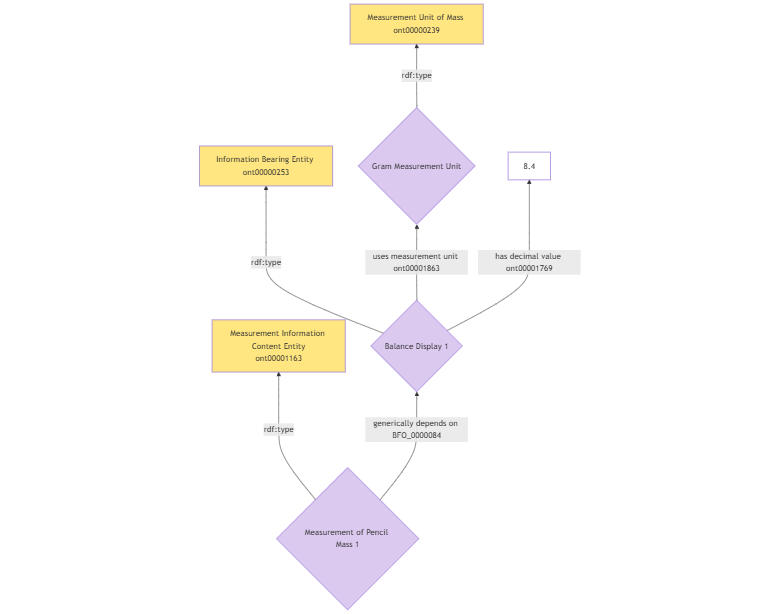 Measurement Unit of Mass
ont00000239
rdf:type
Information Bearing Entity
ont00000253
Gram Measurement Unit
8.4
rdf:type
uses measurement unit
ont00001863
has decimal value
ont00001769
Measurement Information
Content Entity
ont00001163
Balance Display 1
rdf:type
generically depends on
BFO_0000084
Measurement of Pencil
Mass 1